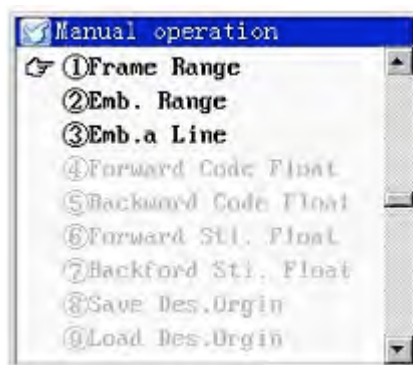 Manual operation
①Frame Range
②Emb. Range
③Emb.a Line
④Forward Code Float
⑤Backword Code Float
⑥Forward Sti. Float
⑦Backford Sti. Float
⑧Save Des.Orgin
⑨Load Des.Orgin